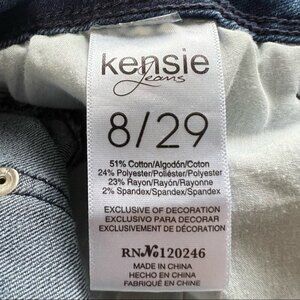 kensie
Jeans
8/29
51% Cotton/Algodón/Coton
24% Polyester/Poliéster/Polyester
23% Rayon/Rayón/Rayonne
2% Spandex/Spandex/Spandex
EXCLUSIVE OF DECORATION
EXCLUSIVO PARA DECORAR
EXCLUSIVEMENT DE DÉCORATION
RN№120246
MADE IN CHINA
HECHO EN CHINA
FABRIQUÉ EN CHINE